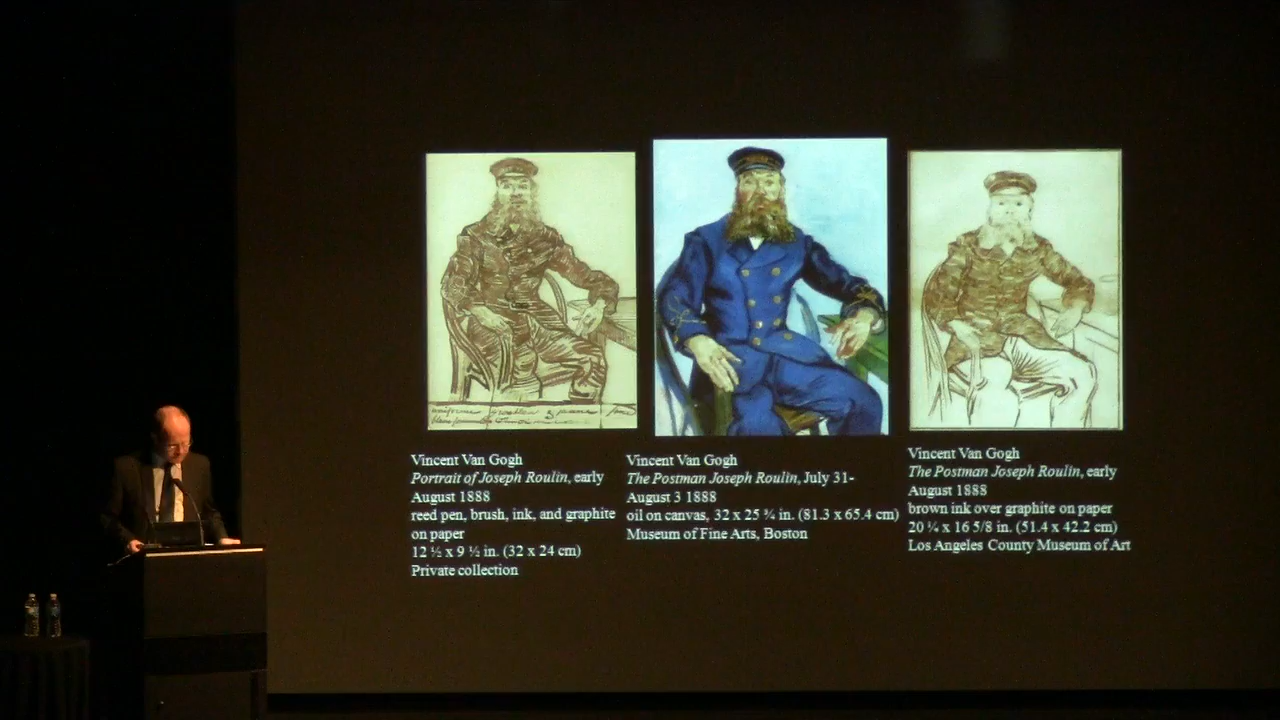 Vincent Van Gogh
Portrait of Joseph Roulin, early
August 1888
reed pen, brush, ink, and graphite
on paper
12 ½ x 9 ½ in. (32 x 24 cm)
Private collection
Vincent Van Gogh
The Postman Joseph Roulin, July 31-
August 3 1888
oil on canvas, 32 x 25 ¾ in. (81.3 x 65.4 cm)
Museum of Fine Arts, Boston
Vincent Van Gogh
The Postman Joseph Roulin, early
August 1888
brown ink over graphite on paper
20 ¼ x 16 5/8 in. (51.4 x 42.2 cm)
Los Angeles County Museum of Art